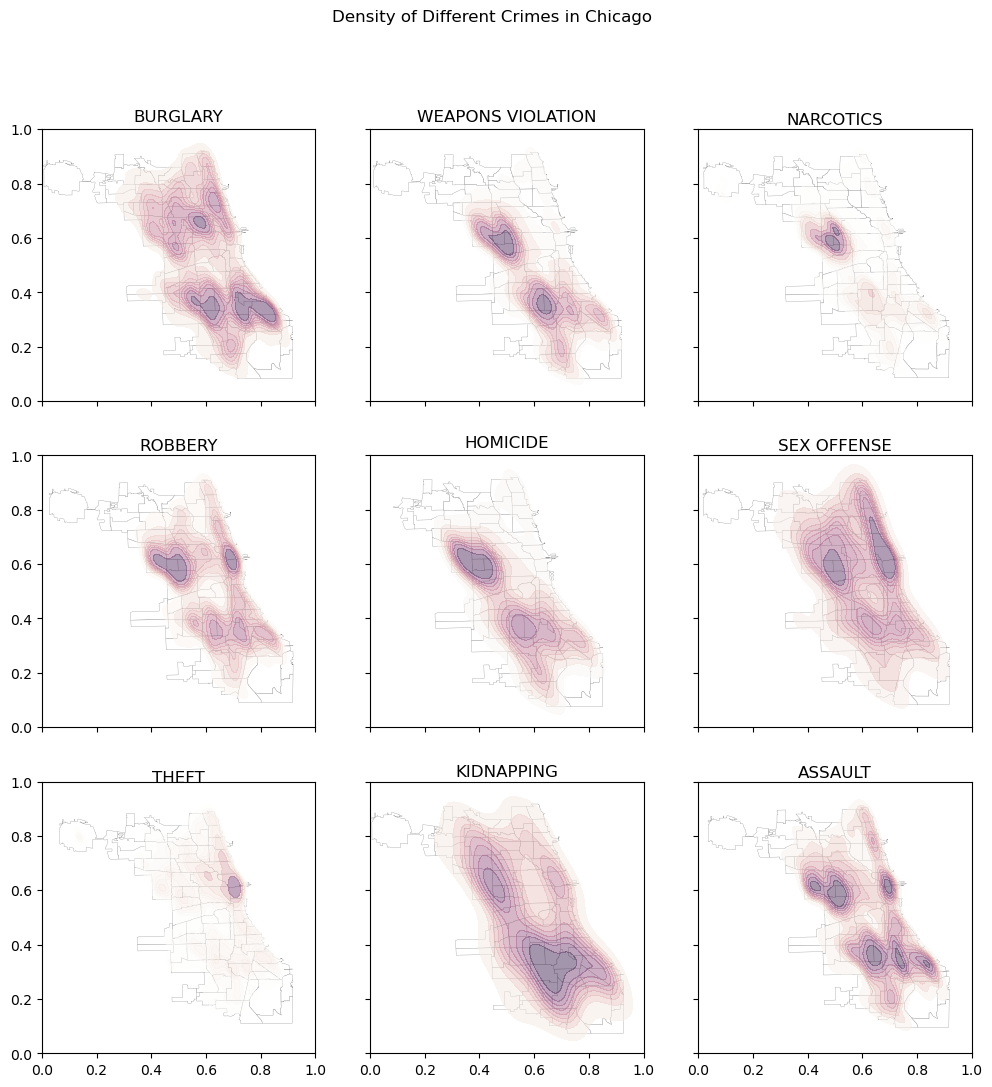 Density of Different Crimes in Chicago
BURGLARY
WEAPONS VIOLATION
NARCOTICS
1.0
0.8
0.6
0.4
0.2
0.0
ROBBERY
HOMICIDE
SEX OFFENSE
1.0
0.8
0.6
0.4
0.2
0.0
THEFT
KIDNAPPING
ASSAULT
1.0
0.8
0.6
0.4
0.2
0.0
0.0 0.2 0.4 0.6 0.8 1.0
0.0 0.2 0.4 0.6 0.8 1.0
0.0 0.2 0.4 0.6 0.8 1.0